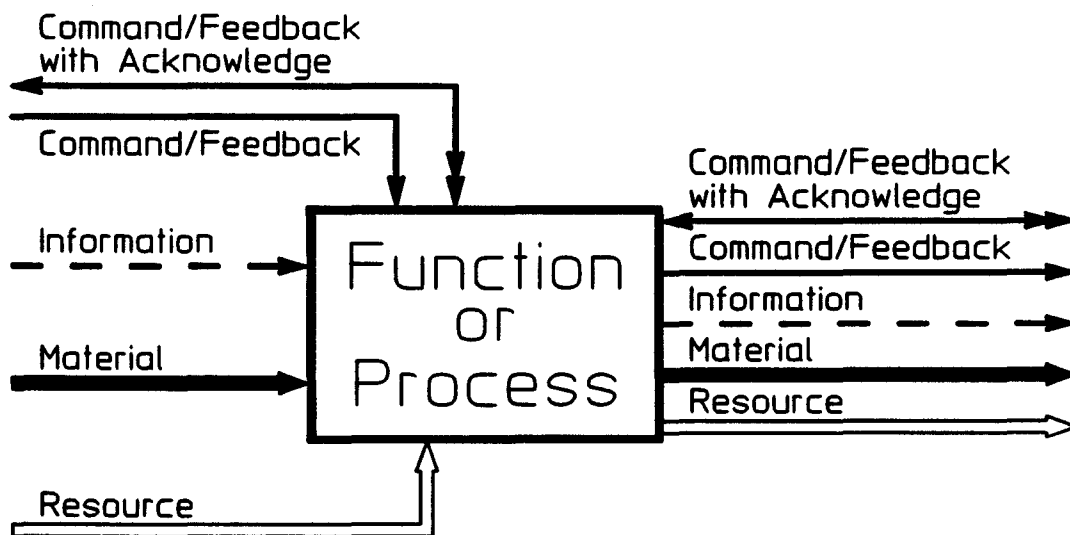 Command/Feedback
with Acknowledge
Command/Feedback
Information
Material
Resource
Function
or
Process
Command/Feedback
with Acknowledge
Command/Feedback
Information
Material
Resource